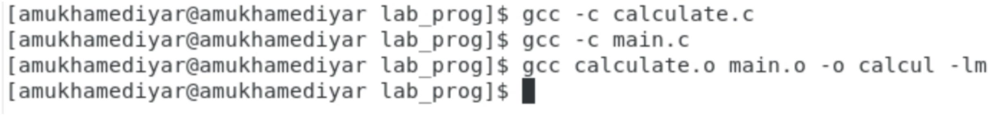 [amukhamediyar@amukhamediyar lab_prog]$ gcc -c calculate.c
[amukhamediyar@amukhamediyar lab_prog]$ gcc -c main.c
[amukhamediyar@amukhamediyar lab_prog]$ gcc calculate.o main.o -o calcul -lm
[amukhamediyar@amukhamediyar lab_prog]$